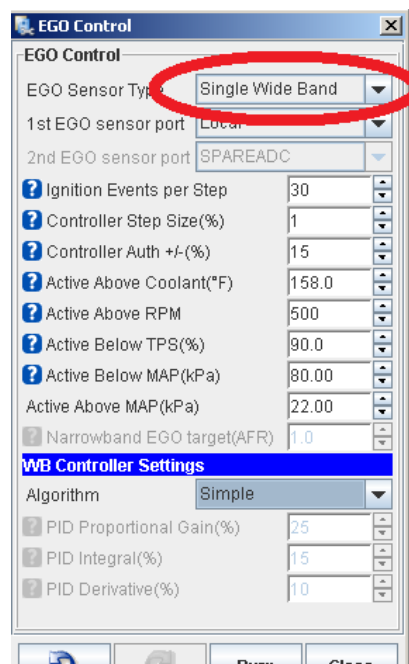 EGO Control
EGO Control
EGO Sensor Type Single Wide Band
1st EGO sensor port Local
2nd EGO sensor port SPAREADC
? Ignition Events per Step 30
? Controller Step Size(%) 1
? Controller Auth +/-(%) 15
? Active Above Coolant(°F) 158.0
? Active Above RPM 500
? Active Below TPS(%) 90.0
? Active Below MAP(kPa) 80.00
Active Above MAP(kPa) 22.00
? Narrowband EGO target(AFR) 1.0
WB Controller Settings
Algorithm Simple
? PID Proportional Gain(%) 25
? PID Integral(%) 15
? PID Derivative(%) 10
Burn Close